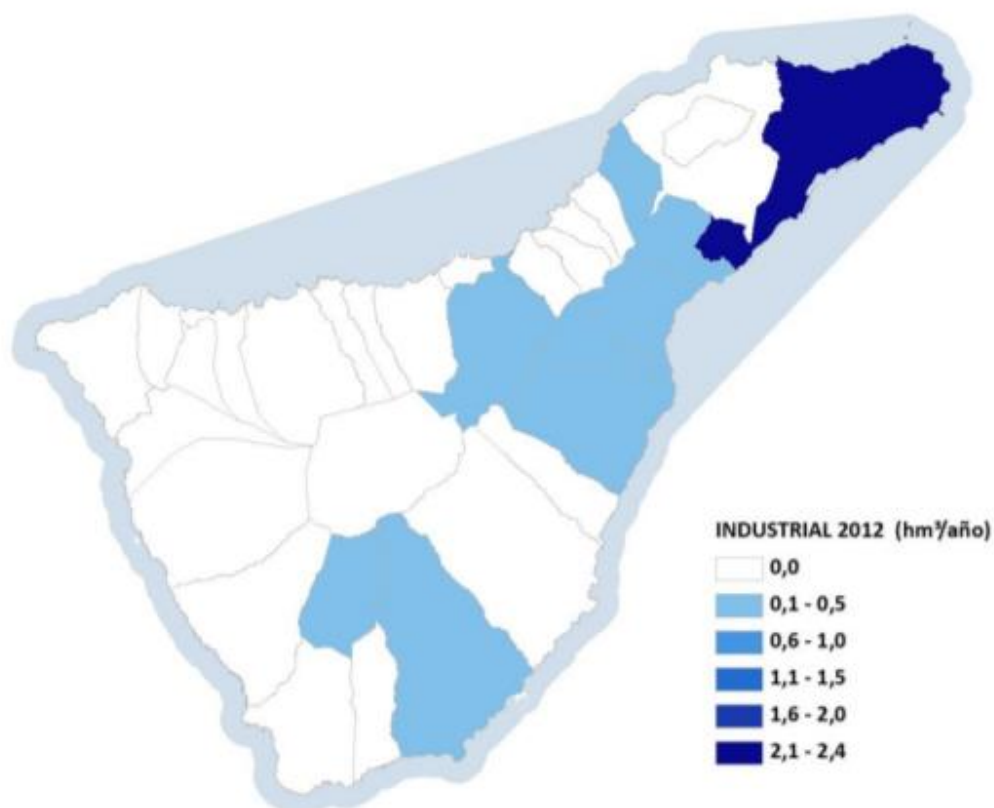 INDUSTRIAL 2012 (hm³/año)
0,0
0,1 - 0,5
0,6 - 1,0
1,1 - 1,5
1,6 - 2,0
2,1 - 2,4